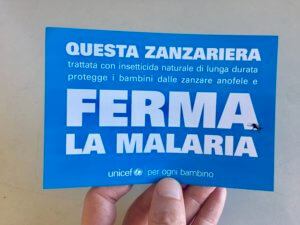 QUESTA ZANZARIERA
trattata con insetticida naturale di lunga durata
protegge i bambini dalle zanzare anofele e
FERMA
LA MALARIA
unicef per ogni bambino